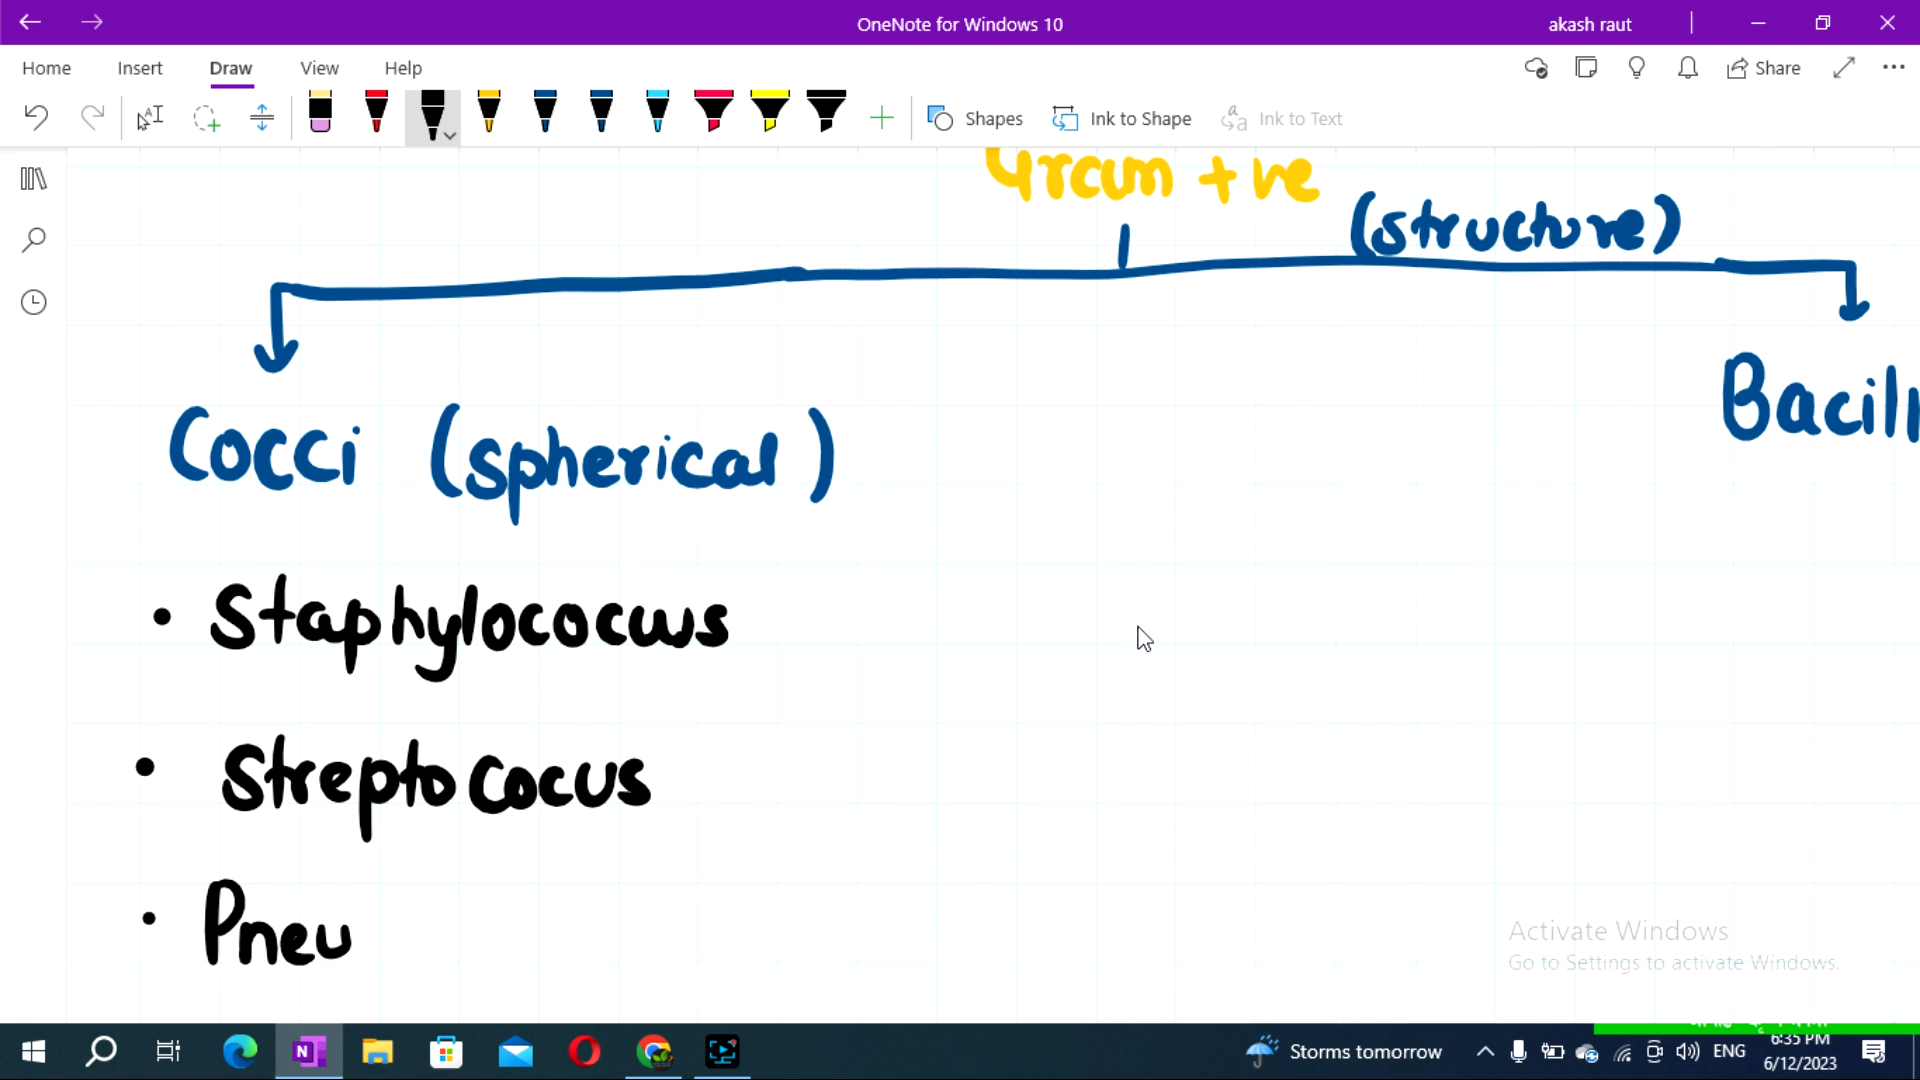 OneNote for Windows 10
akash raut
Home Insert Draw View Help
Share
Shapes Ink to Shape Ink to Text
Gram +ve
(structure)
Cocci (spherical)
Bacill
• Staphylococus
• Streptococus
• Pneu
Activate Windows
Go to Settings to activate Windows.
Storms tomorrow
ENG
6:35 PM
6/12/2023